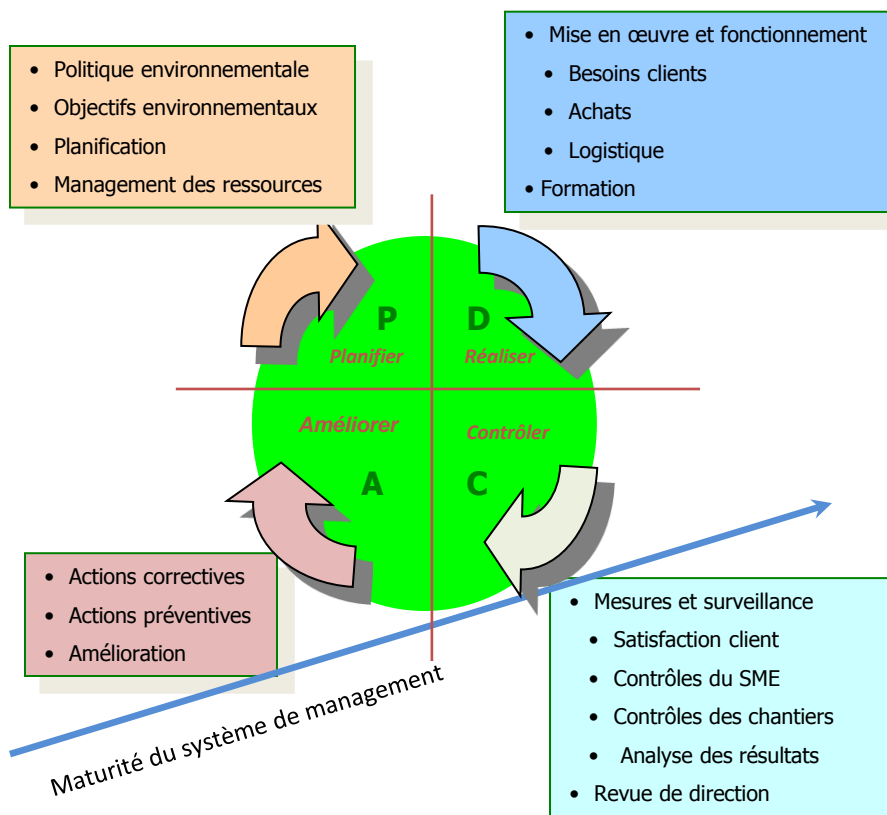 Politique environnementale
Objectifs environnementaux
Planification
Management des ressources
Mise en œuvre et fonctionnement
Besoins clients
Achats
Logistique
Formation
P
Planifier
D
Réaliser
Améliorer
A
Contrôler
C
Actions correctives
Actions préventives
Amélioration
Mesures et surveillance
Satisfaction client
Contrôles du SME
Contrôles des chantiers
Analyse des résultats
Revue de direction
Maturité du système de management